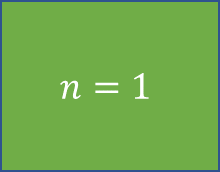 n = 1